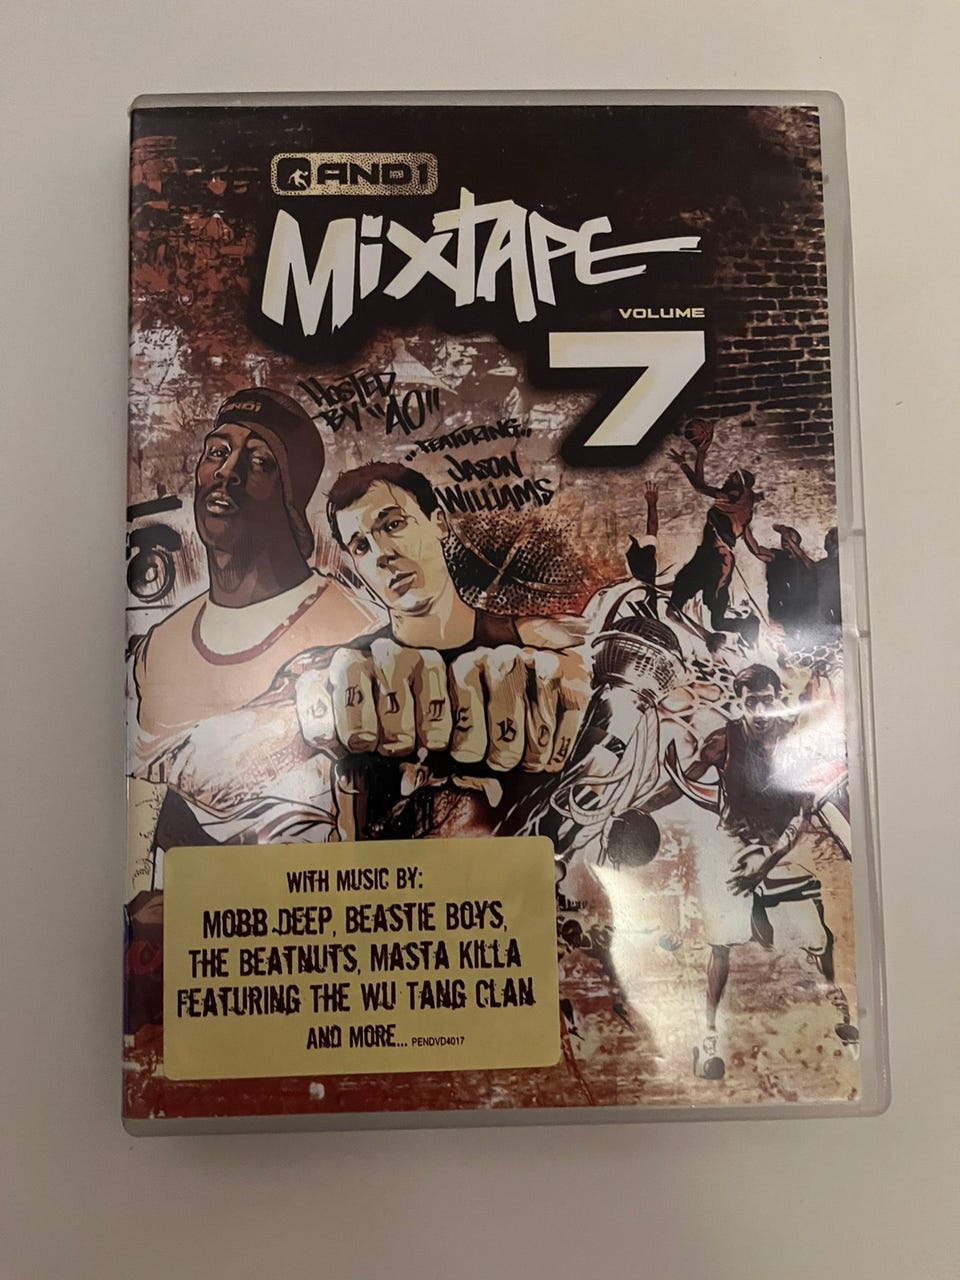 AND1
MIXTAPE
VOLUME
7
HOSTED
BY "AO"
"FEATURING"
JASON
WILLIAMS
AND1
WHITE BOY
WITH MUSIC BY:
MOBB DEEP, BEASTIE BOYS,
THE BEATNUTS, MASTA KILLA
FEATURING THE WU TANG CLAN
AND MORE... PENDVD4017